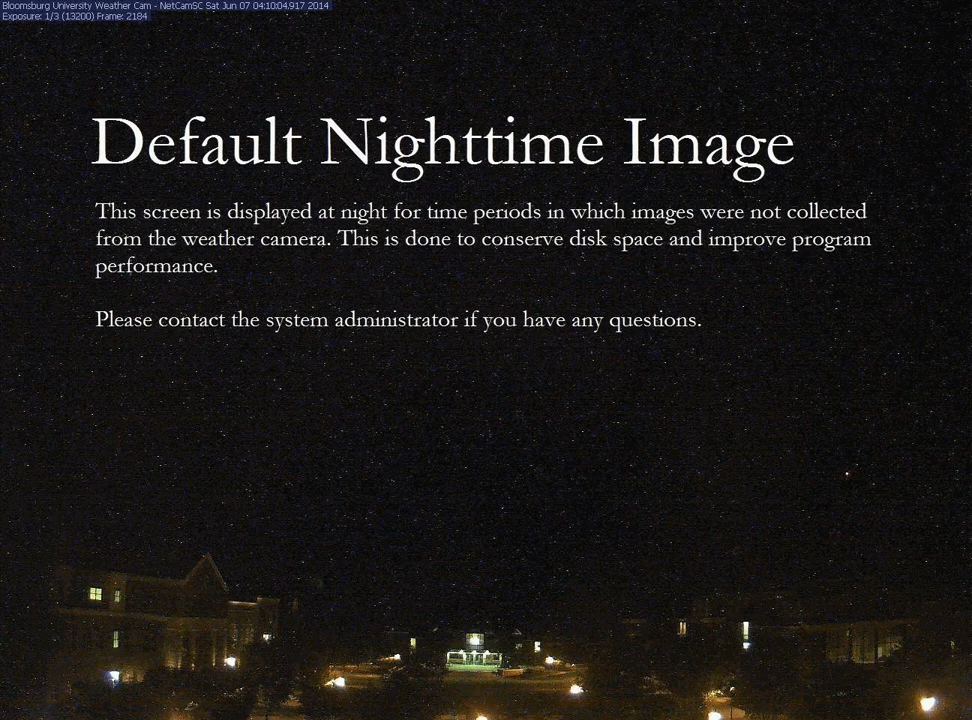 Bloomsburg University Weather Cam - NetCamSC Sat Jun 07 04:10:04.917 2014
Exposure: 1/3 (13200) Frame: 2184
Default Nighttime Image
This screen is displayed at night for time periods in which images were not collected
from the weather camera. This is done to conserve disk space and improve program
performance.
Please contact the system administrator if you have any questions.